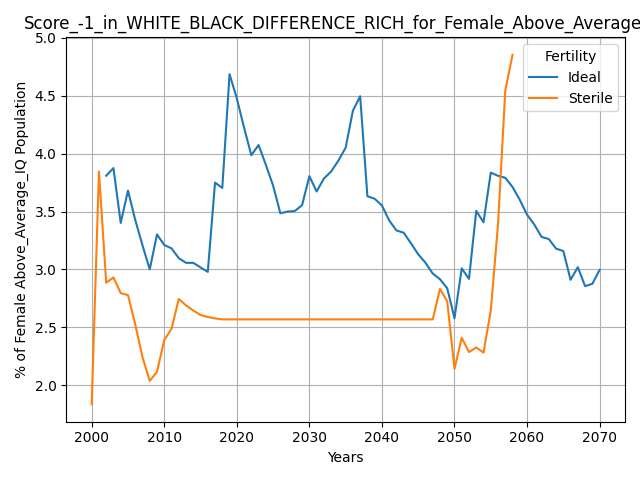 Score_-1_in_WHITE_BLACK_DIFFERENCE_RICH_for_Female_Above_Average
% of Female Above_Average_IQ Population
5.0
4.5
4.0
3.5
3.0
2.5
2.0
Fertility
Ideal
Sterile
2000 2010 2020 2030 2040 2050 2060 2070
Years